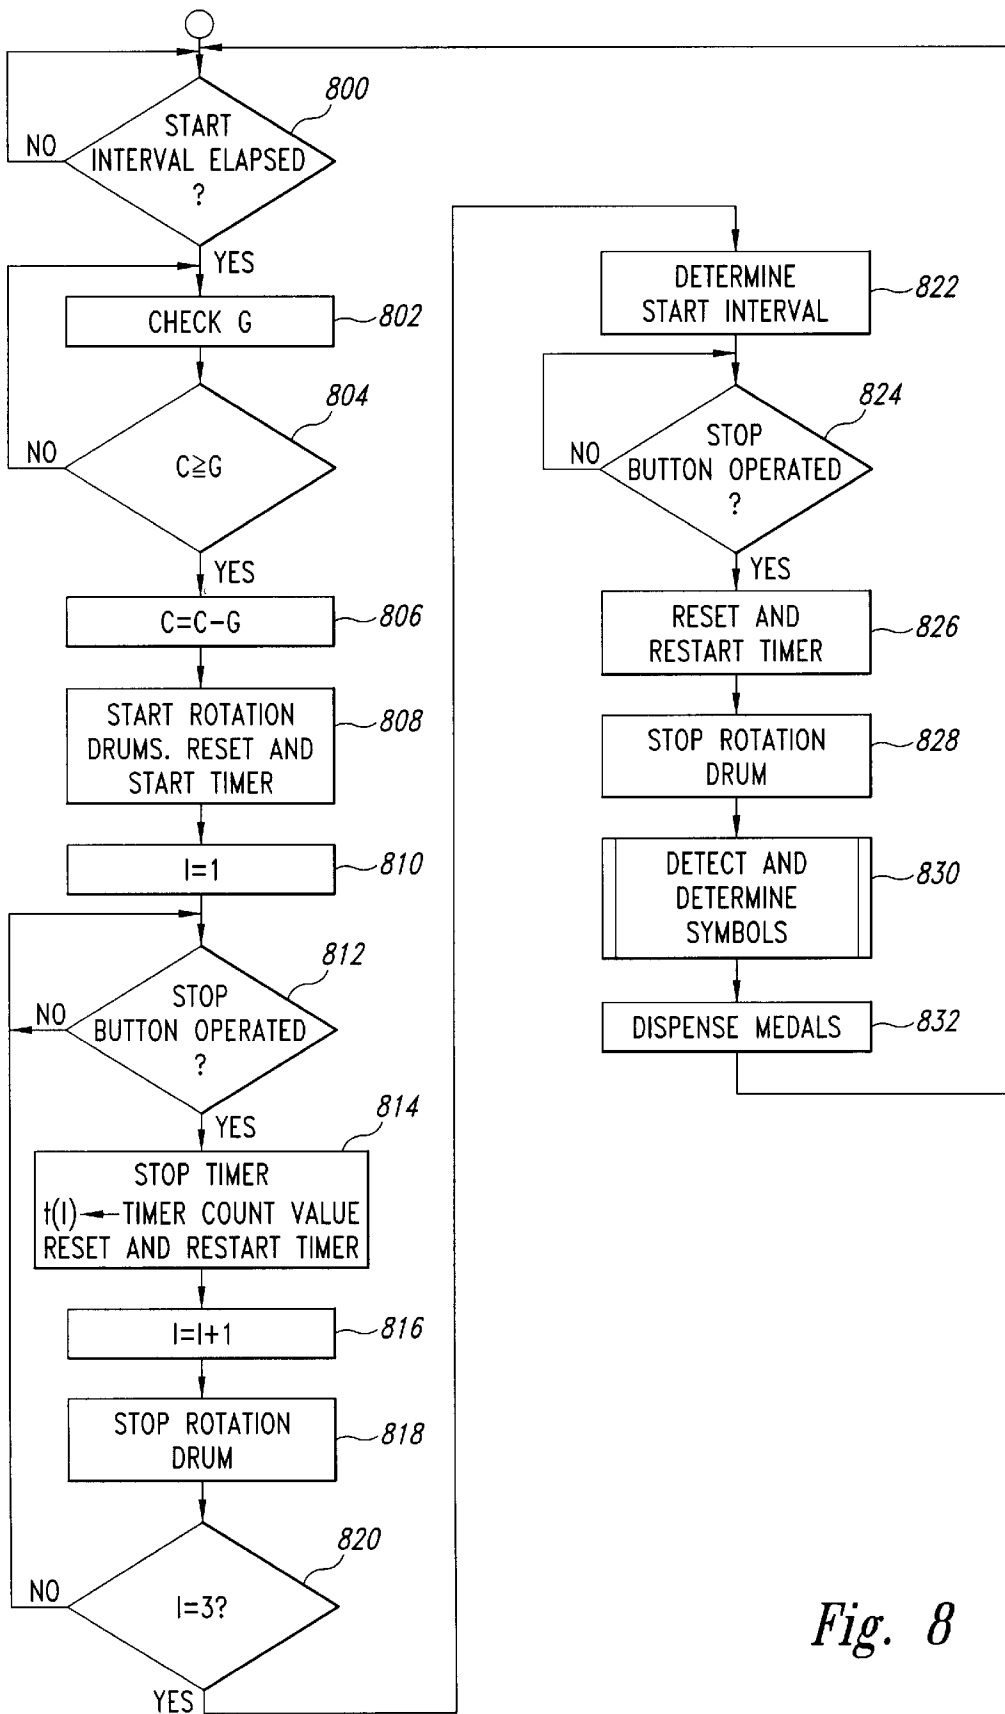 800
START
INTERVAL ELAPSED
?
NO
YES
CHECK G
802
804
C≧G
NO
YES
C=C−G
806
START ROTATION
DRUMS. RESET AND
START TIMER
808
I=1
810
812
STOP
BUTTON OPERATED
?
NO
YES
814
STOP TIMER
t(I)←TIMER COUNT VALUE
RESET AND RESTART TIMER
I=I+1
816
STOP ROTATION
DRUM
818
820
I=3?
NO
YES
DETERMINE
START INTERVAL
822
824
STOP
BUTTON OPERATED
?
NO
YES
RESET AND
RESTART TIMER
826
STOP ROTATION
DRUM
828
DETECT AND
DETERMINE
SYMBOLS
830
DISPENSE MEDALS
832
Fig. 8